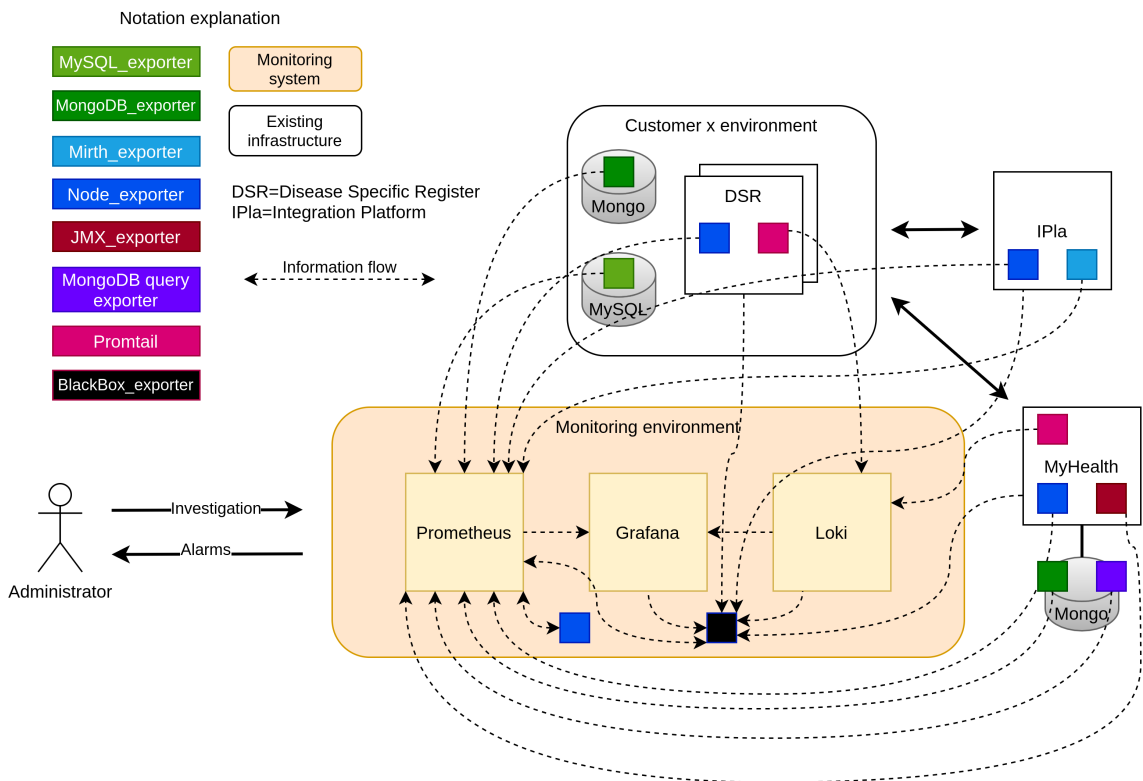 Notation explanation
MySQL_exporter
MongoDB_exporter
Mirth_exporter
Node_exporter
JMX_exporter
MongoDB query
exporter
Promtail
BlackBox_exporter
Monitoring
system
Existing
infrastructure
DSR=Disease Specific Register
IPla=Integration Platform
Information flow
Customer x environment
Mongo
DSR
MySQL
IPla
Monitoring environment
Prometheus
Grafana
Loki
MyHealth
Mongo
Investigation
Alarms
Administrator